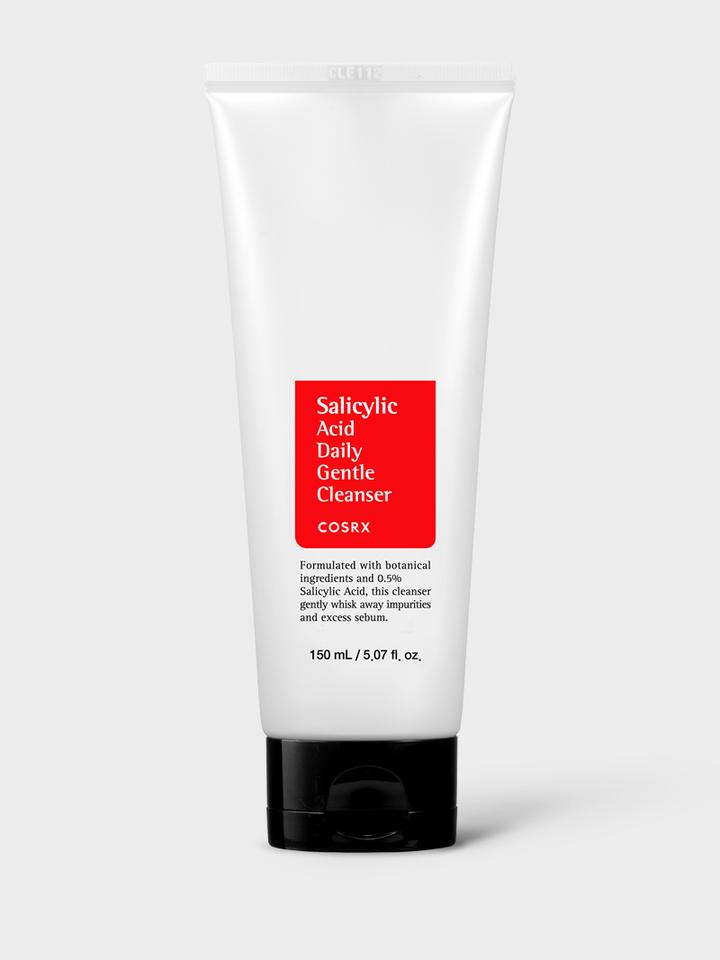 Salicylic
Acid
Daily
Gentle
Cleanser
COSRX
Formulated with botanical
ingredients and 0.5%
Salicylic Acid, this cleanser
gently whisk away impurities
and excess sebum.
150 mL / 5.07 fl. oz.